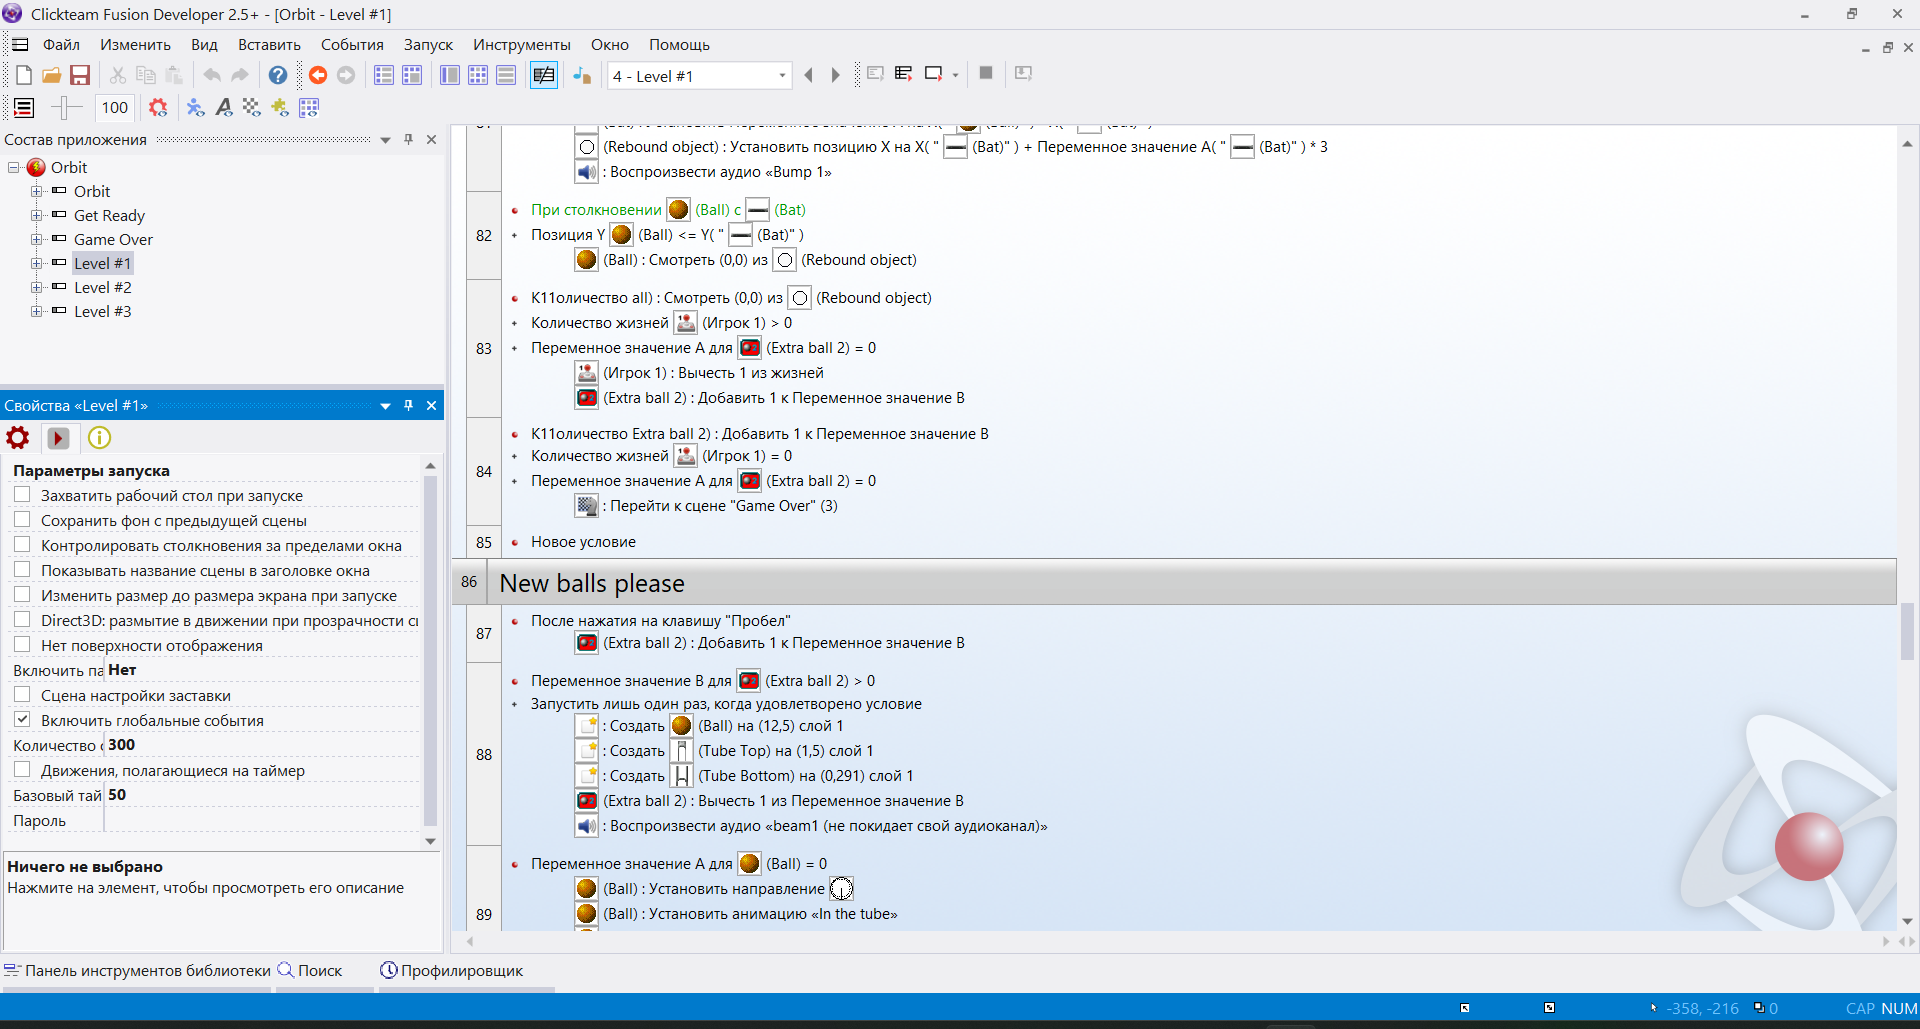 Clickteam Fusion Developer 2.5+ - [Orbit - Level #1]
Файл Изменить Вид Вставить События Запуск Инструменты Окно Помощь
4 - Level #1
100
Состав приложения
Orbit
Orbit
Get Ready
Game Over
Level #1
Level #2
Level #3
Свойства «Level #1»
Параметры запуска
Захватить рабочий стол при запуске
Сохранить фон с предыдущей сцены
Контролировать столкновения за пределами окна
Показывать название сцены в заголовке окна
Изменить размер до размера экрана при запуске
Direct3D: размытие в движении при прозрачности
Нет поверхности отображения
Включить па Нет
Сцена настройки заставки
Включить глобальные события
Количество 300
Движения, полагающиеся на таймер
Базовый тай 50
Пароль
Ничего не выбрано
Нажмите на элемент, чтобы просмотреть его описание
(Rebound object) : Установить позицию X на X( " (Bat)" ) + Переменное значение A( " (Bat)" ) * 3
: Воспроизвести аудио «Bump 1»
82
При столкновении (Ball) с (Bat)
Позиция Y (Ball) <= Y( " (Bat)" )
(Ball) : Смотреть (0,0) из (Rebound object)
83
К11оличество all) : Смотреть (0,0) из (Rebound object)
Количество жизней (Игрок 1) > 0
Переменное значение A для (Extra ball 2) = 0
(Игрок 1) : Вычесть 1 из жизней
(Extra ball 2) : Добавить 1 к Переменное значение B
84
К11оличество Extra ball 2) : Добавить 1 к Переменное значение B
Количество жизней (Игрок 1) = 0
Переменное значение A для (Extra ball 2) = 0
: Перейти к сцене "Game Over" (3)
85 Новое условие
86 New balls please
87
После нажатия на клавишу "Пробел"
(Extra ball 2) : Добавить 1 к Переменное значение B
88
Переменное значение B для (Extra ball 2) > 0
Запустить лишь один раз, когда удовлетворено условие
: Создать (Ball) на (12,5) слой 1
: Создать (Tube Top) на (1,5) слой 1
: Создать (Tube Bottom) на (0,291) слой 1
(Extra ball 2) : Вычесть 1 из Переменное значение B
: Воспроизвести аудио «beam1 (не покидает свой аудиоканал)»
89
Переменное значение A для (Ball) = 0
(Ball) : Установить направление
(Ball) : Установить анимацию «In the tube»
Панель инструментов библиотеки Поиск Профилировщик
-358, -216 0 CAP NUM